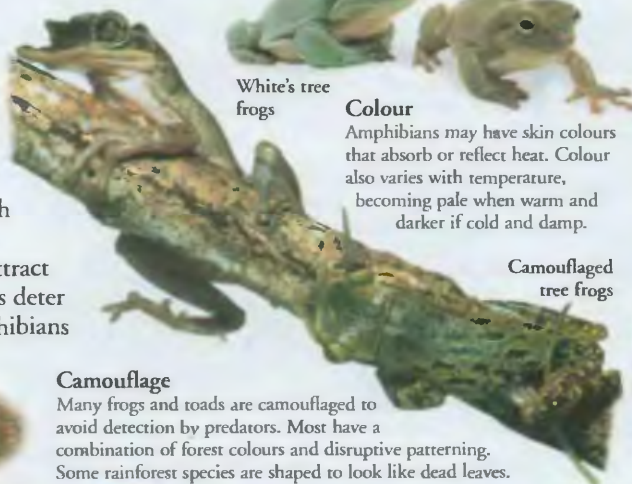 White's tree
frogs
Colour
Amphibians may have skin colours
that absorb or reflect heat. Colour
also varies with temperature,
becoming pale when warm and
darker if cold and damp.
Camouflaged
tree frogs
h
ttract
s deter
hibians
Camouflage
Many frogs and toads are camouflaged to
avoid detection by predators. Most have a
combination of forest colours and disruptive patterning.
Some rainforest species are shaped to look like dead leaves.